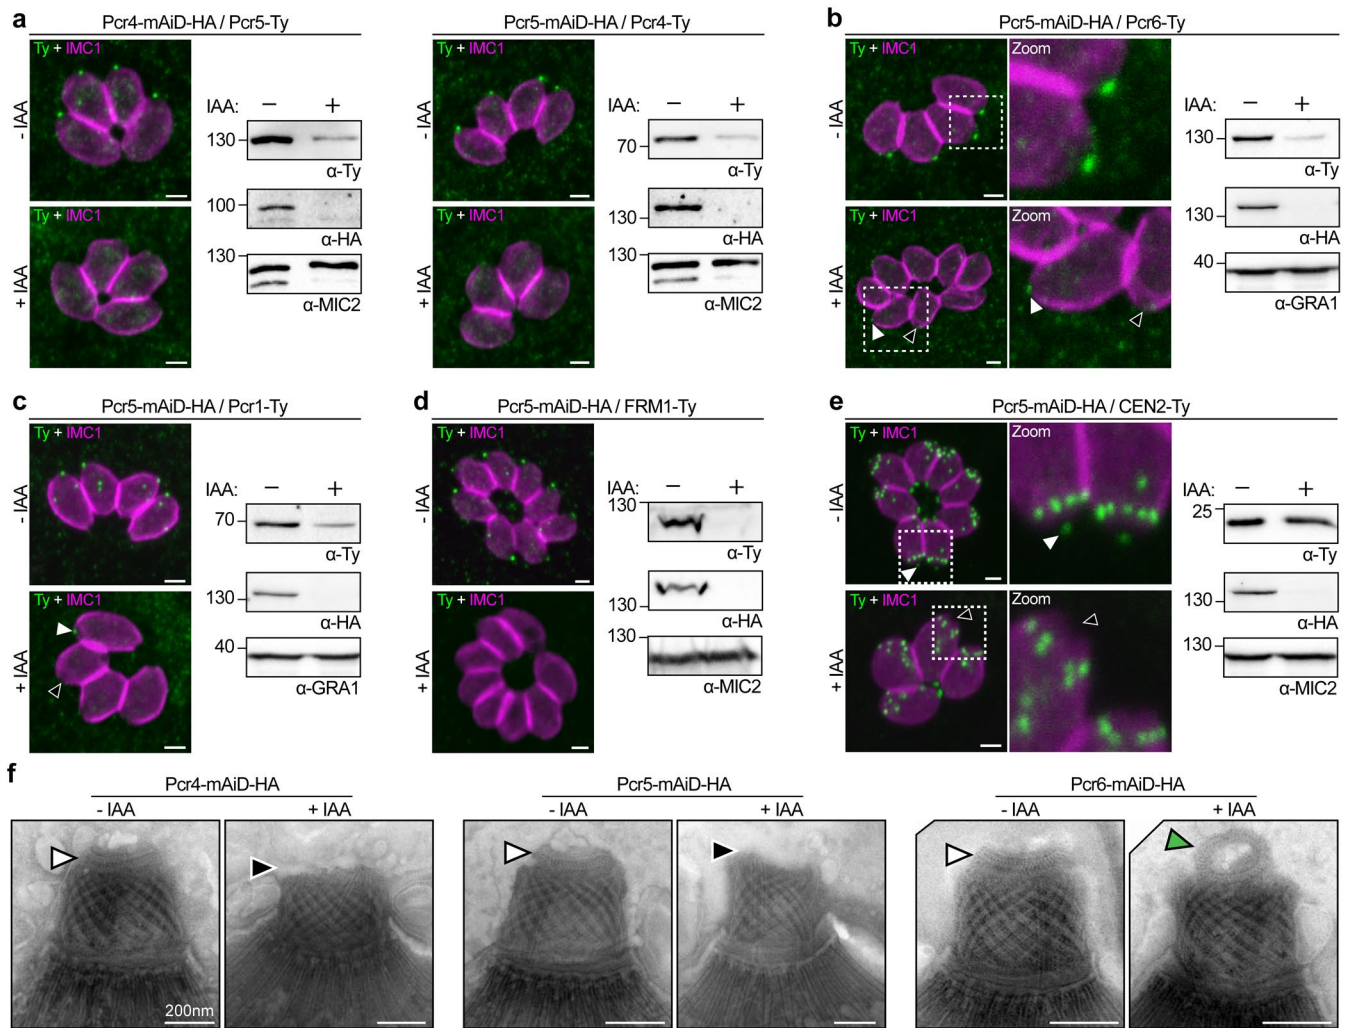 a
Pcr4-mAiD-HA / Pcr5-Ty
- IAA
Ty + IMC1
IAA: − +
130
α-Ty
100
α-HA
130
α-MIC2
+ IAA
Ty + IMC1
Pcr5-mAiD-HA / Pcr4-Ty
- IAA
Ty + IMC1
IAA: − +
70
α-Ty
130
α-HA
130
α-MIC2
+ IAA
Ty + IMC1
b
Pcr5-mAiD-HA / Pcr6-Ty
- IAA
Ty + IMC1
Zoom
IAA: − +
130
α-Ty
130
α-HA
40
α-GRA1
+ IAA
Ty + IMC1
Zoom
c
Pcr5-mAiD-HA / Pcr1-Ty
- IAA
Ty + IMC1
IAA: − +
70
α-Ty
130
α-HA
40
α-GRA1
+ IAA
Ty + IMC1
d
Pcr5-mAiD-HA / FRM1-Ty
- IAA
Ty + IMC1
IAA: − +
130
α-Ty
130
α-HA
130
α-MIC2
+ IAA
Ty + IMC1
e
Pcr5-mAiD-HA / CEN2-Ty
- IAA
Ty + IMC1
Zoom
IAA: − +
25
α-Ty
130
α-HA
130
α-MIC2
+ IAA
Ty + IMC1
Zoom
f
Pcr4-mAiD-HA
- IAA
+ IAA
200nm
Pcr5-mAiD-HA
- IAA
+ IAA
Pcr6-mAiD-HA
- IAA
+ IAA